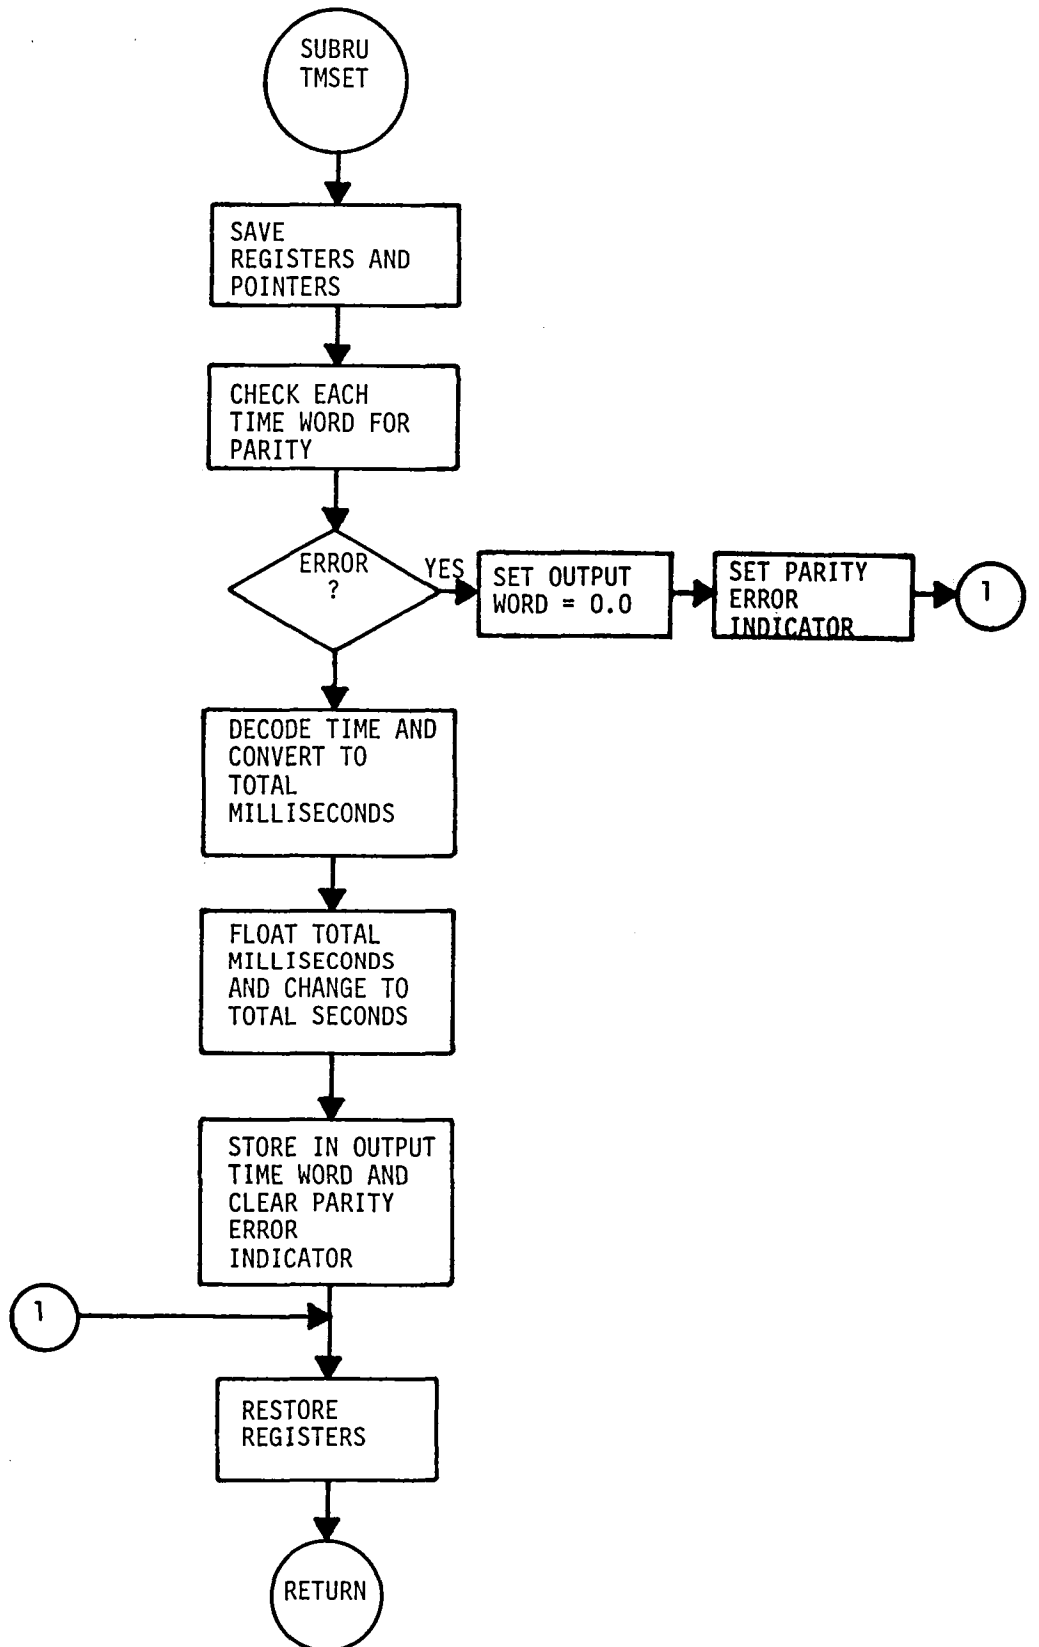 SUBRU
TMSET
SAVE
REGISTERS AND
POINTERS
CHECK EACH
TIME WORD FOR
PARITY
ERROR
?
YES
SET OUTPUT
WORD = 0.0
SET PARITY
ERROR
INDICATOR
1
DECODE TIME AND
CONVERT TO
TOTAL
MILLISECONDS
FLOAT TOTAL
MILLISECONDS
AND CHANGE TO
TOTAL SECONDS
STORE IN OUTPUT
TIME WORD AND
CLEAR PARITY
ERROR
INDICATOR
1
RESTORE
REGISTERS
RETURN